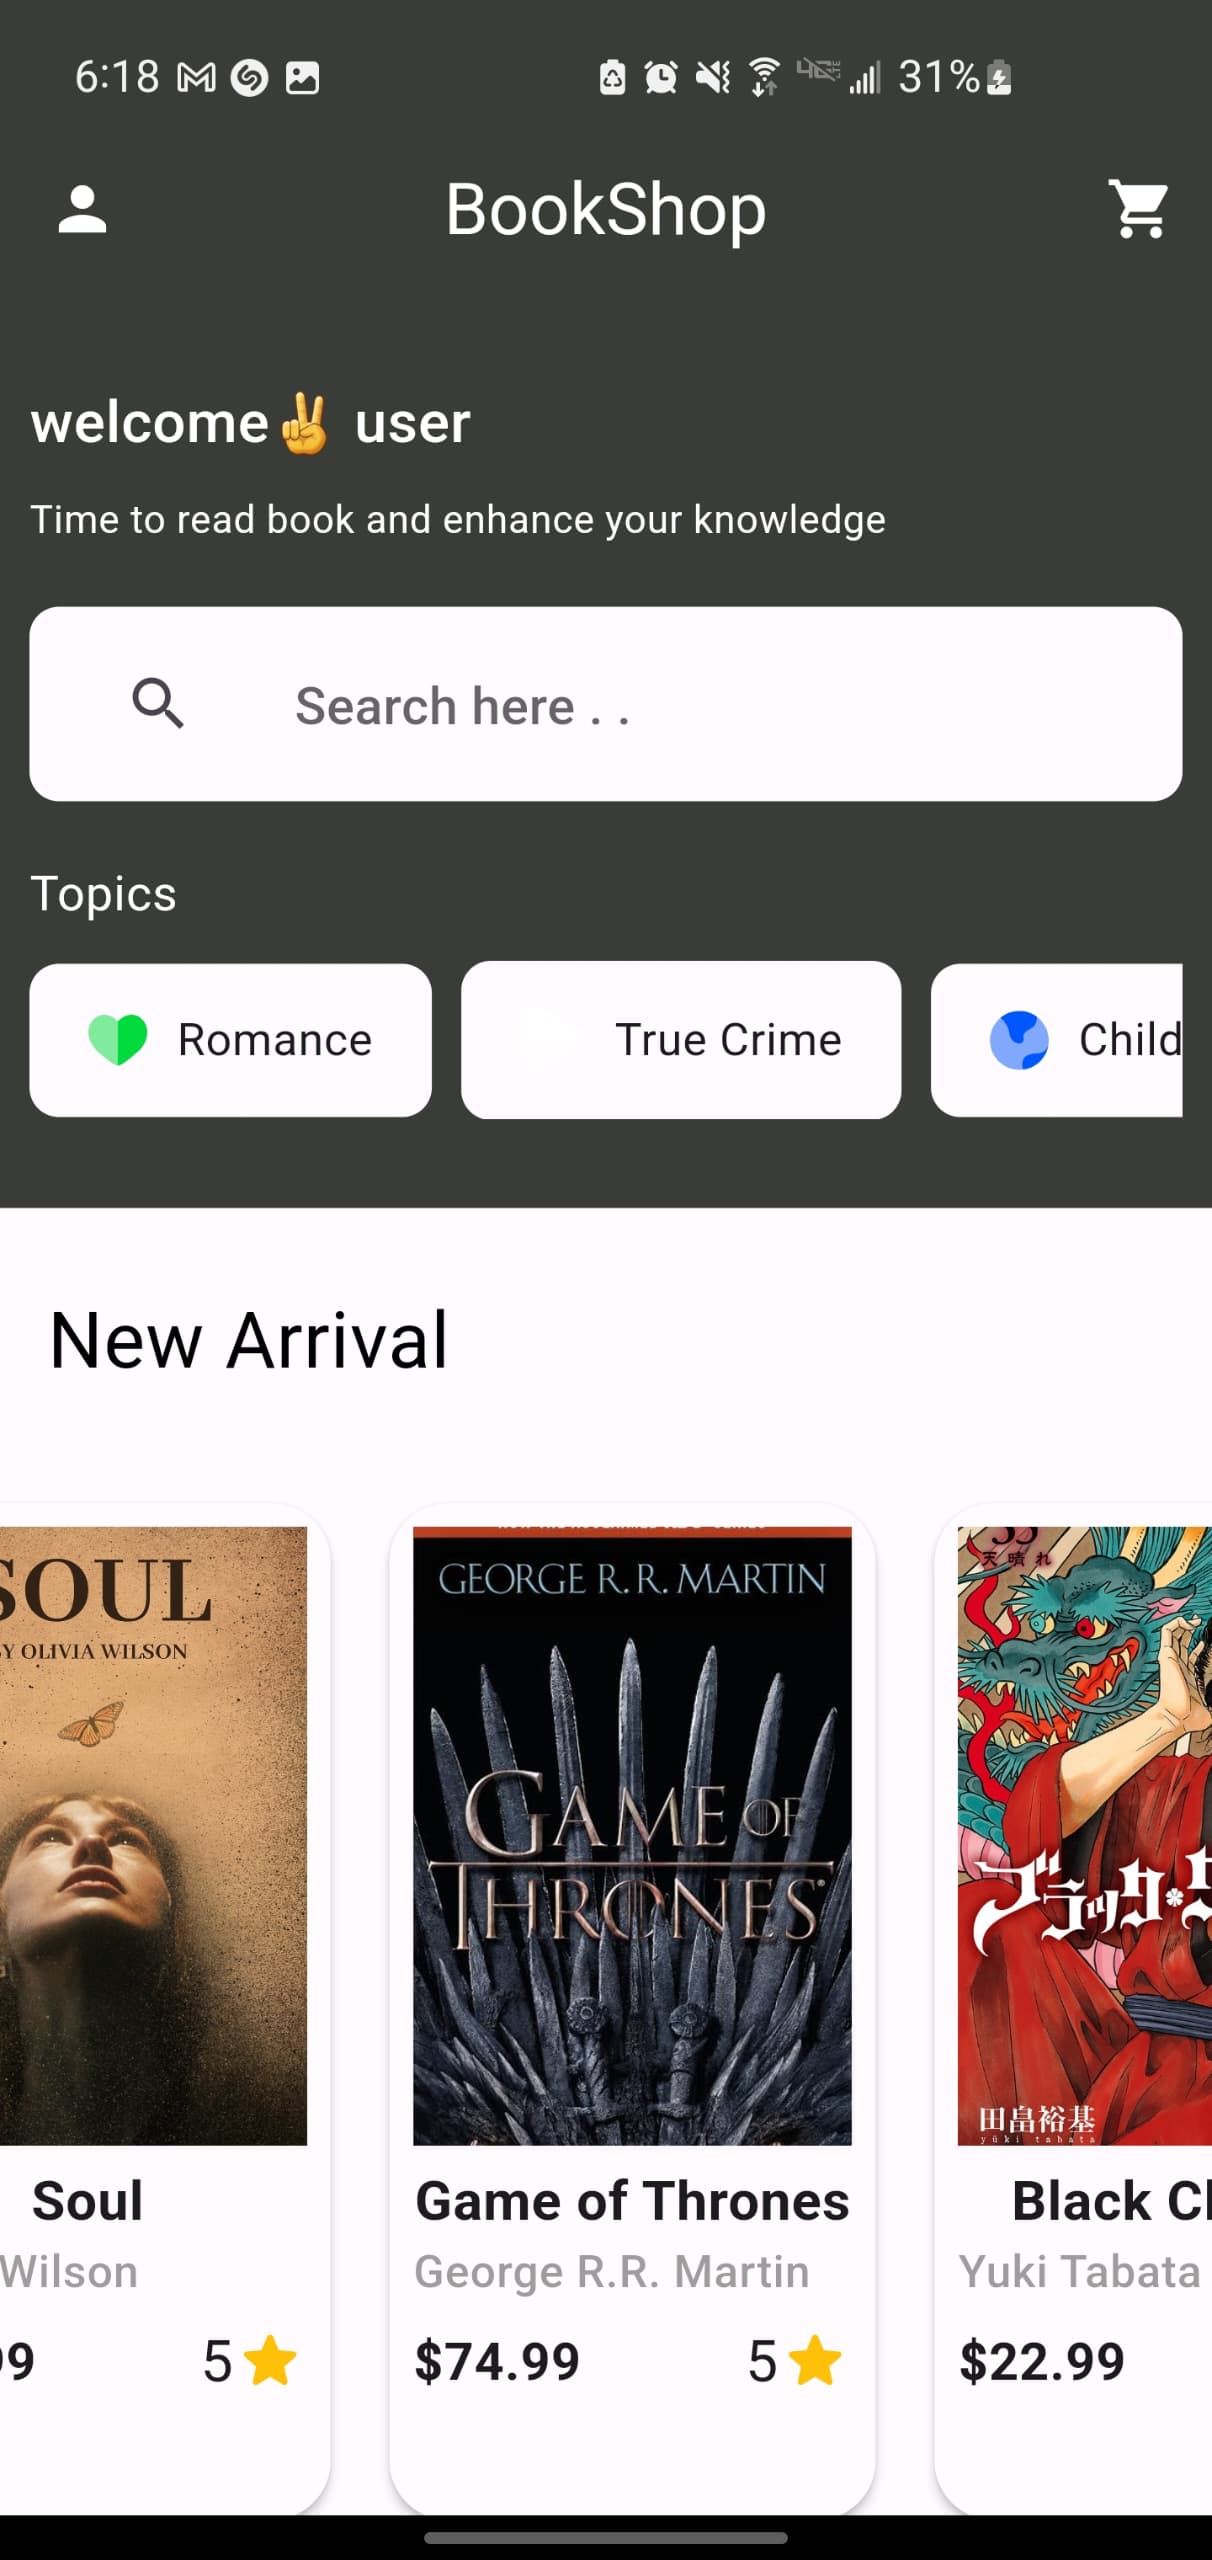 6:18
31%
BookShop
welcome✌ user
Time to read book and enhance your knowledge
Search here . .
Topics
Romance
True Crime
Child
New Arrival
SOUL
BY OLIVIA WILSON
GEORGE R. R. MARTIN
GAME OF
THRONES
天晴れ
ブラック
田畠裕基
yūki tabata
Soul
Wilson
99
5
Game of Thrones
George R.R. Martin
$74.99
5
Black Cl
Yuki Tabata
$22.99